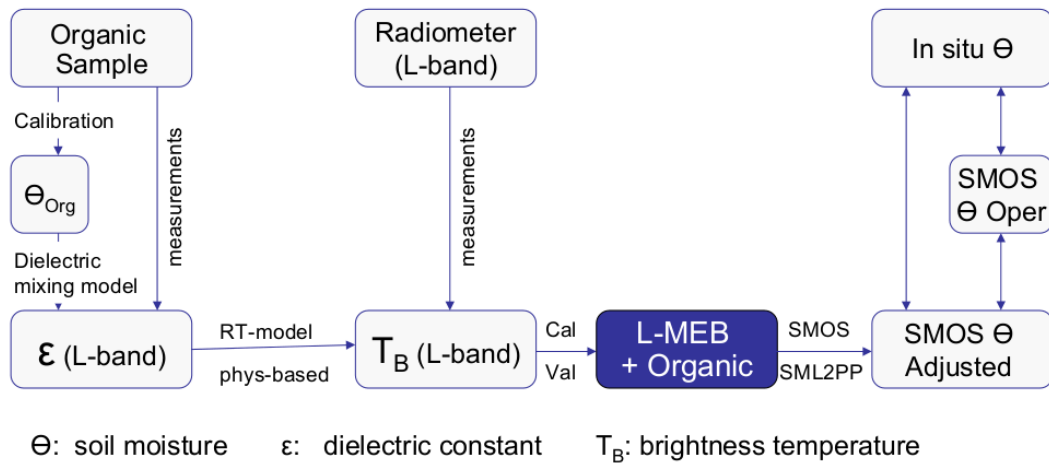 Organic
Sample
Radiometer
(L-band)
In situ Ɵ
Calibration
measurements
measurements
ƟOrg
SMOS
Ɵ Oper
Dielectric
mixing model
ε (L-band)
RT-model
phys-based
TB (L-band)
Cal
Val
L-MEB
+ Organic
SMOS
SML2PP
SMOS Ɵ
Adjusted
Ɵ: soil moisture ε: dielectric constant TB: brightness temperature